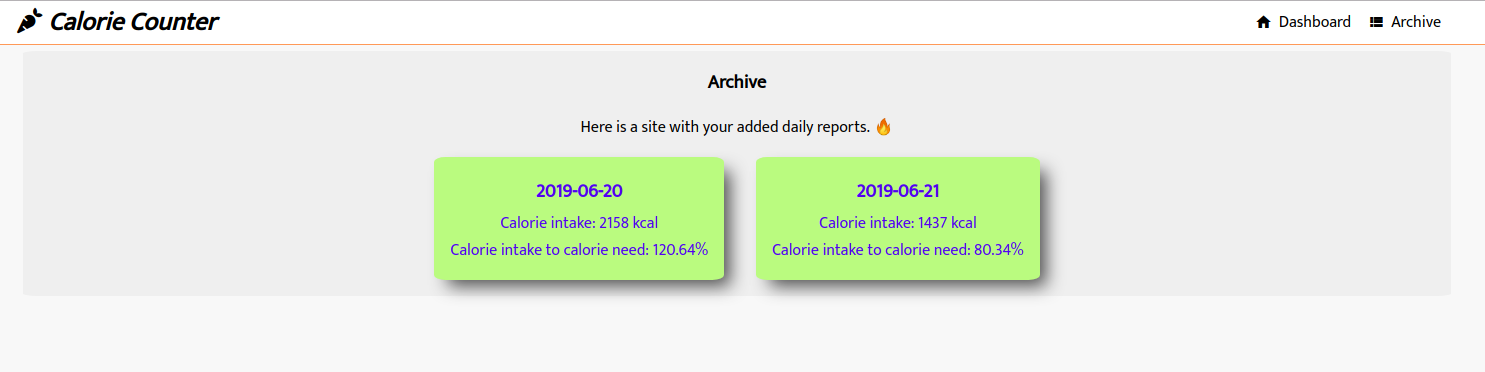 Calorie Counter
Dashboard
Archive
Archive
Here is a site with your added daily reports. 🔥
2019-06-20
Calorie intake: 2158 kcal
Calorie intake to calorie need: 120.64%
2019-06-21
Calorie intake: 1437 kcal
Calorie intake to calorie need: 80.34%